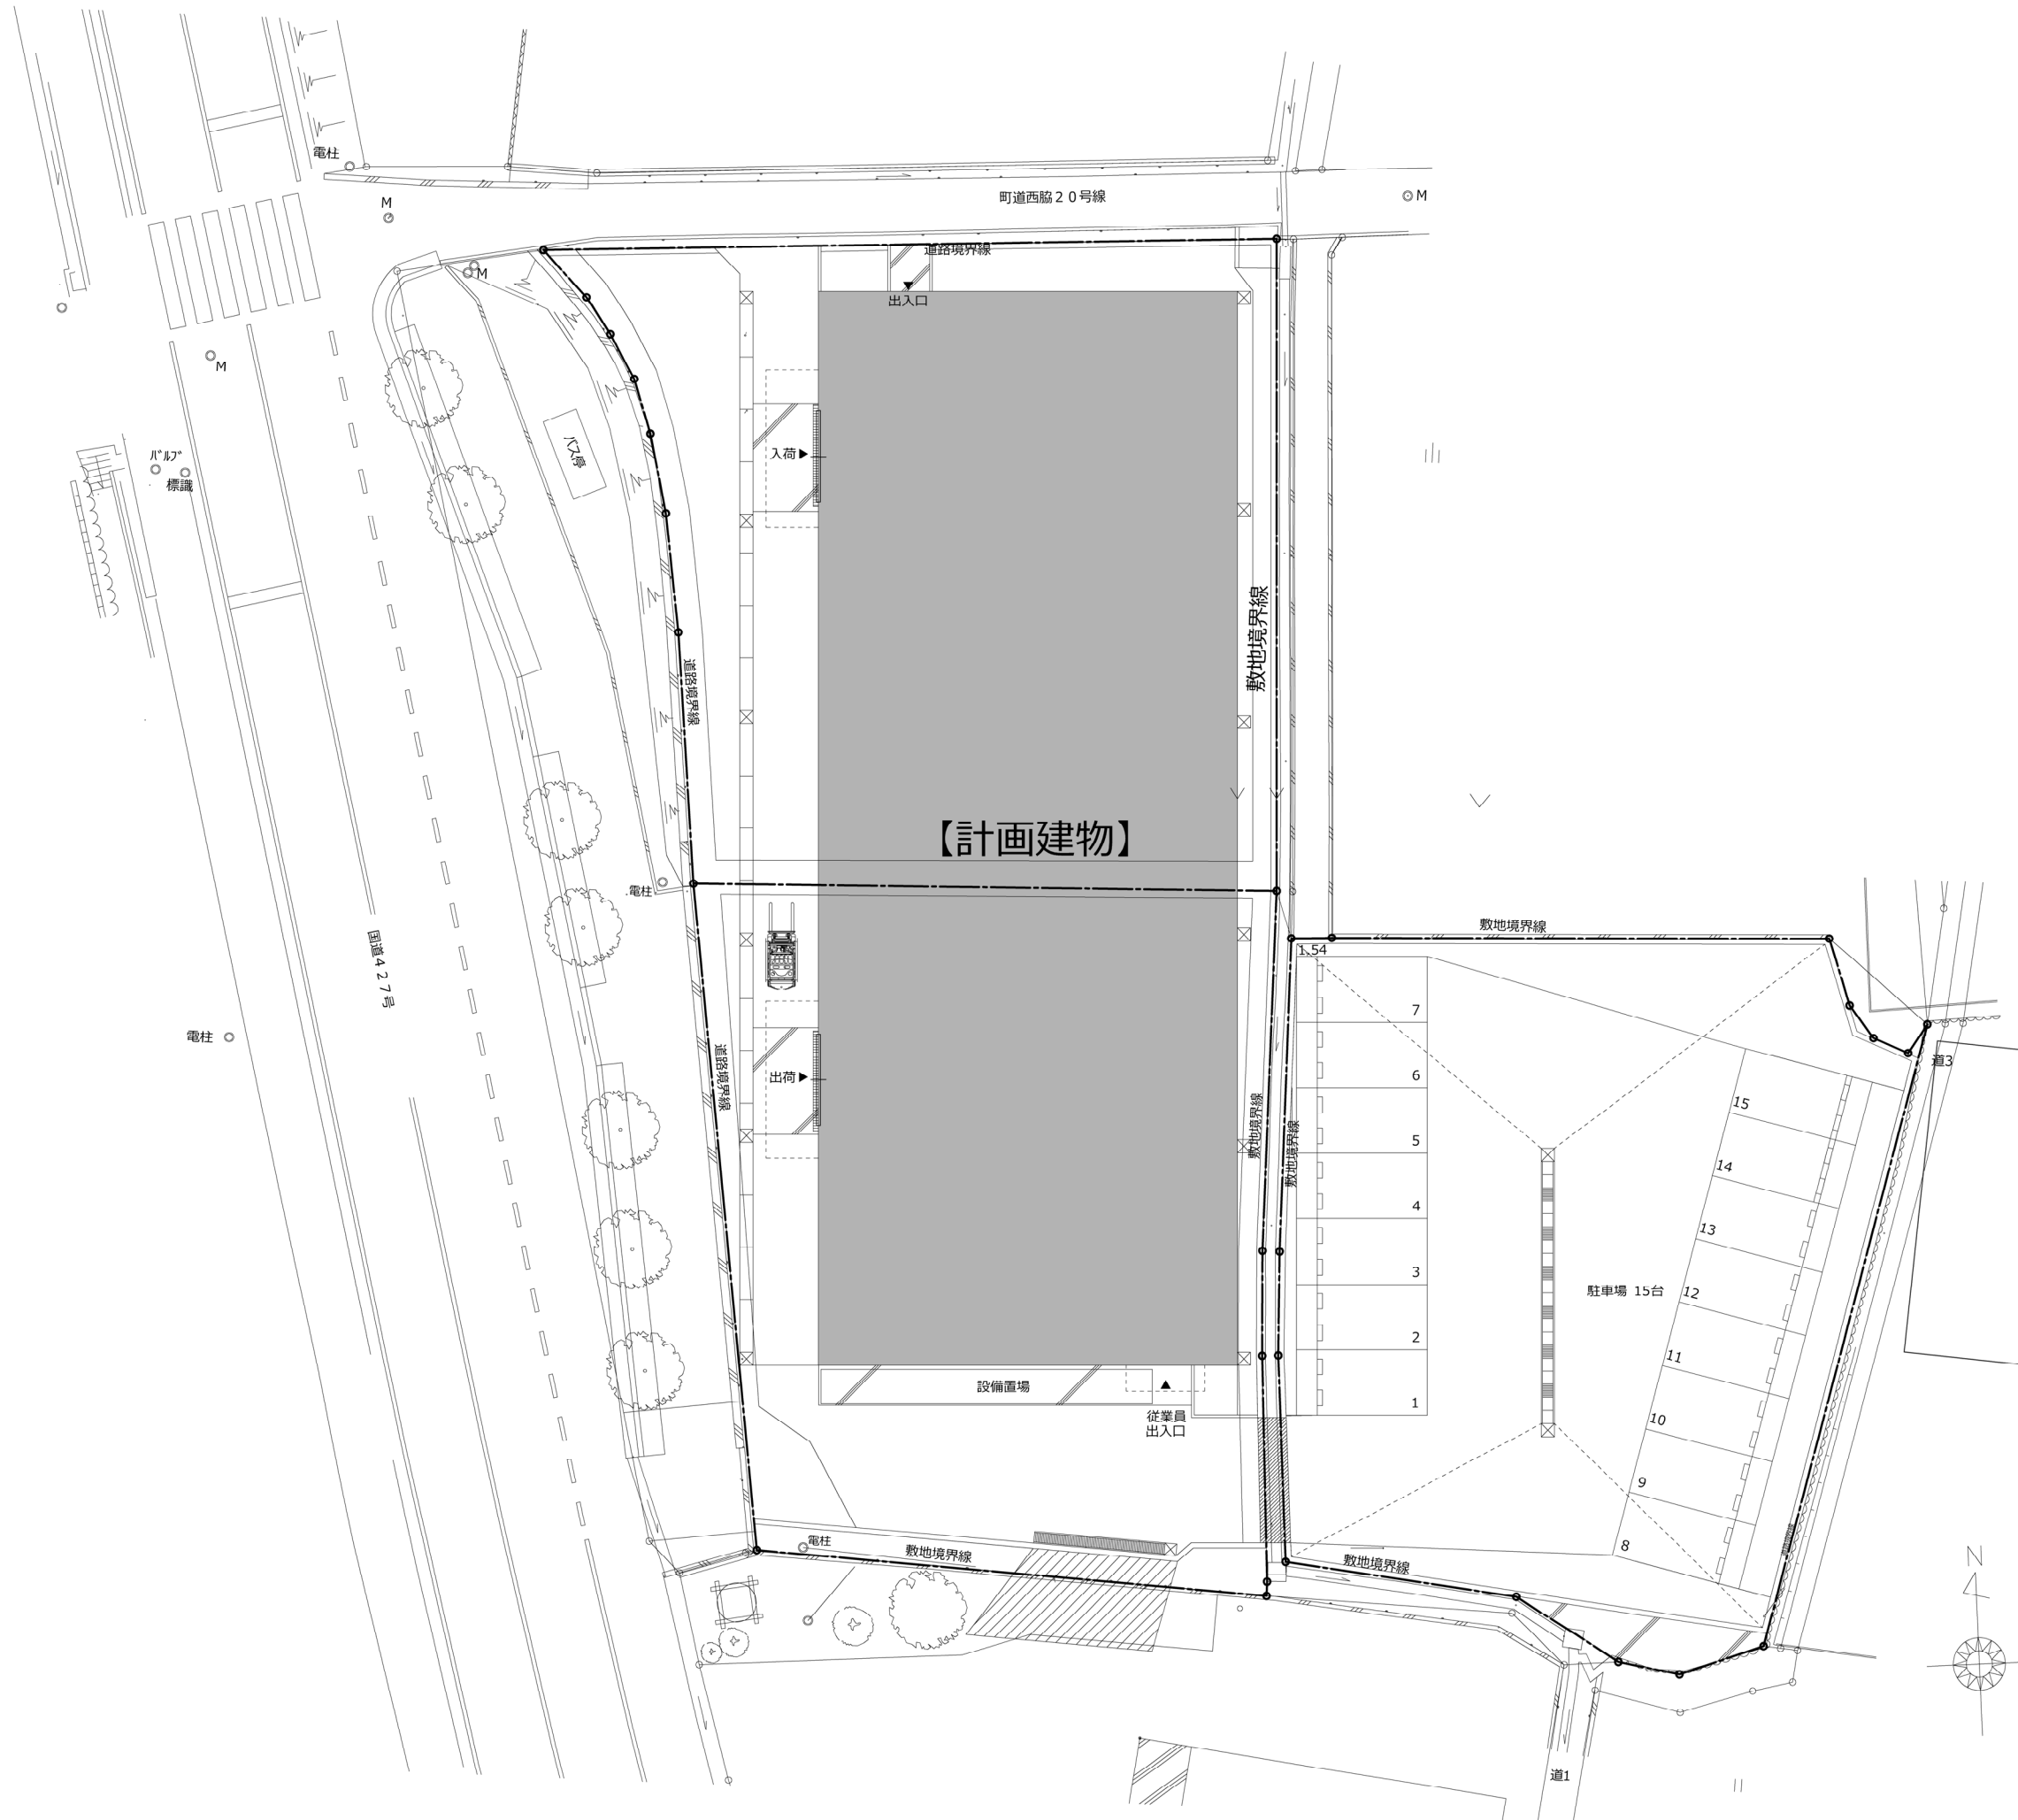 電柱
M
町道西脇２０号線
M
道路境界線
M
出入口
M
バス停
入荷
ﾊﾞﾙﾌﾞ
標識
敷地境界線
道路境界線
【計画建物】
電柱
敷地境界線
1.54
国道４２７号
7
電柱
道路境界線
出荷
6
道3
15
敷地境界線
敷地境界線
5
14
4
13
3
駐車場 15台
12
2
11
設備置場
1
従業員
出入口
10
9
電柱
敷地境界線
敷地境界線
8
N
道1